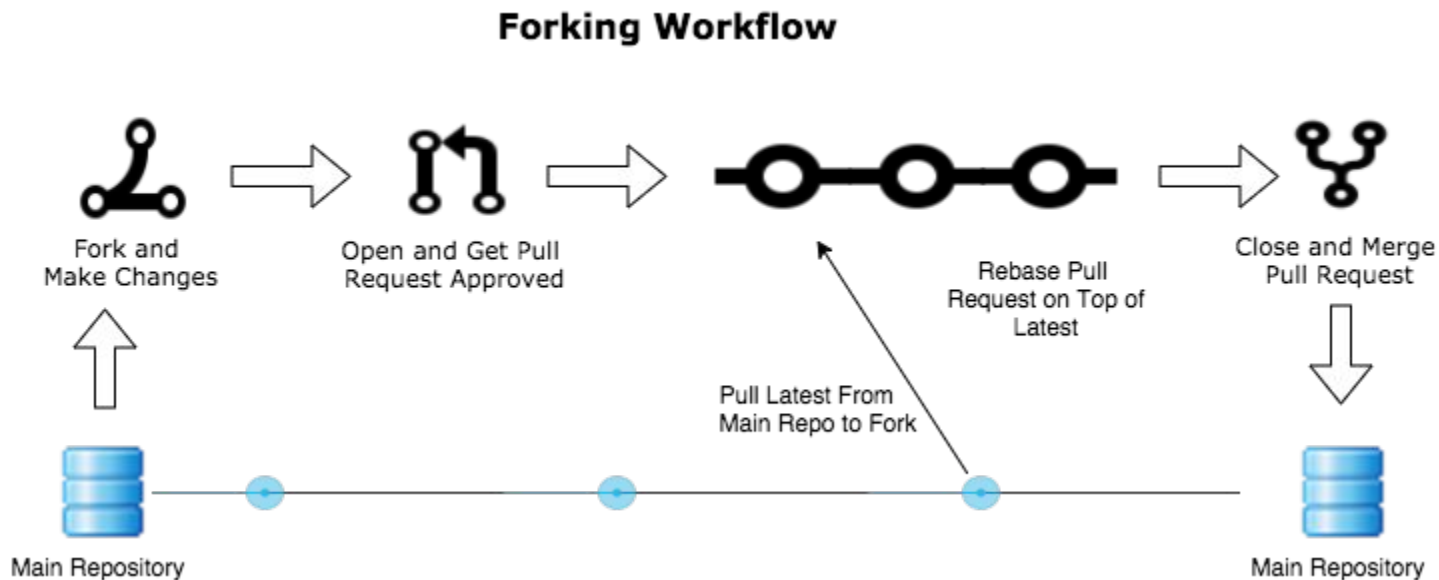 Forking Workflow
Fork and
Make Changes
Open and Get Pull
Request Approved
Rebase Pull
Request on Top of
Latest
Close and Merge
Pull Request
Pull Latest From
Main Repo to Fork
Main Repository
Main Repository